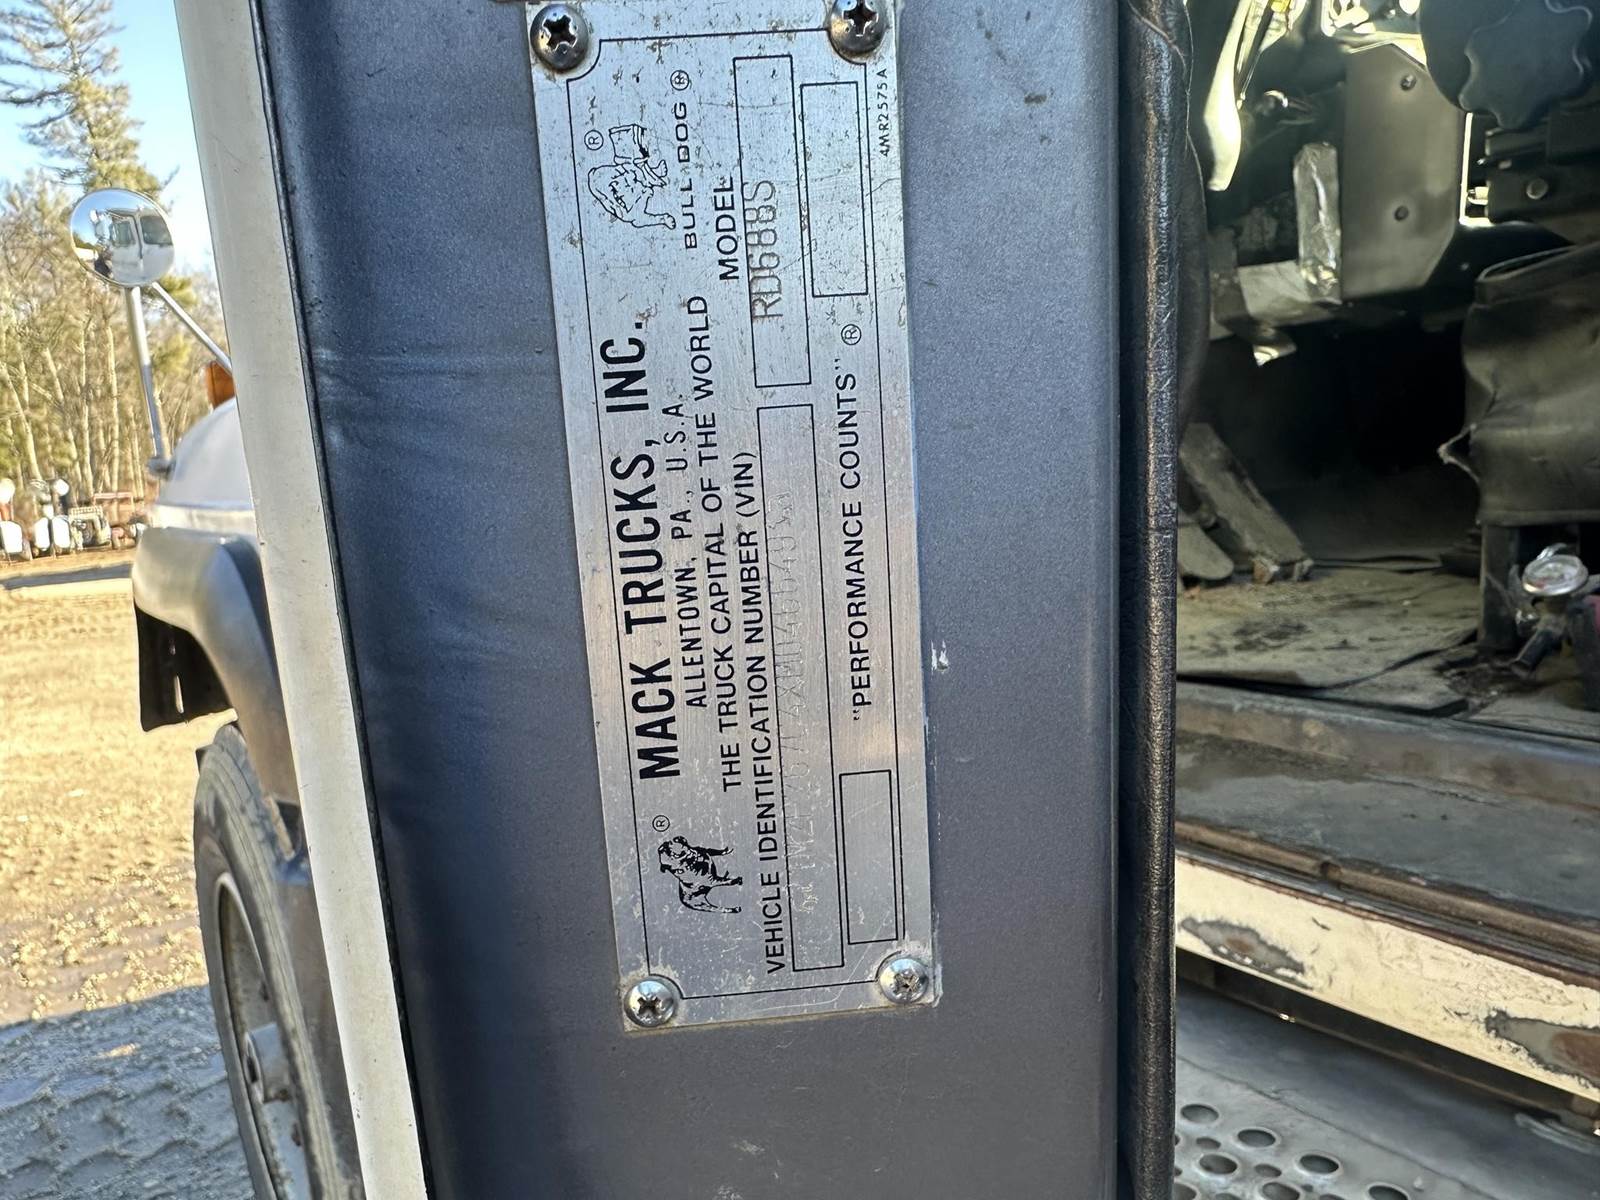 MACK TRUCKS, INC.
ALLENTOWN, PA., U.S.A.
THE TRUCK CAPITAL OF THE WORLD
BULL DOG ®
®
®
VEHICLE IDENTIFICATION NUMBER (VIN)
MODEL
RD688S
"PERFORMANCE COUNTS" ®
4MR2575A